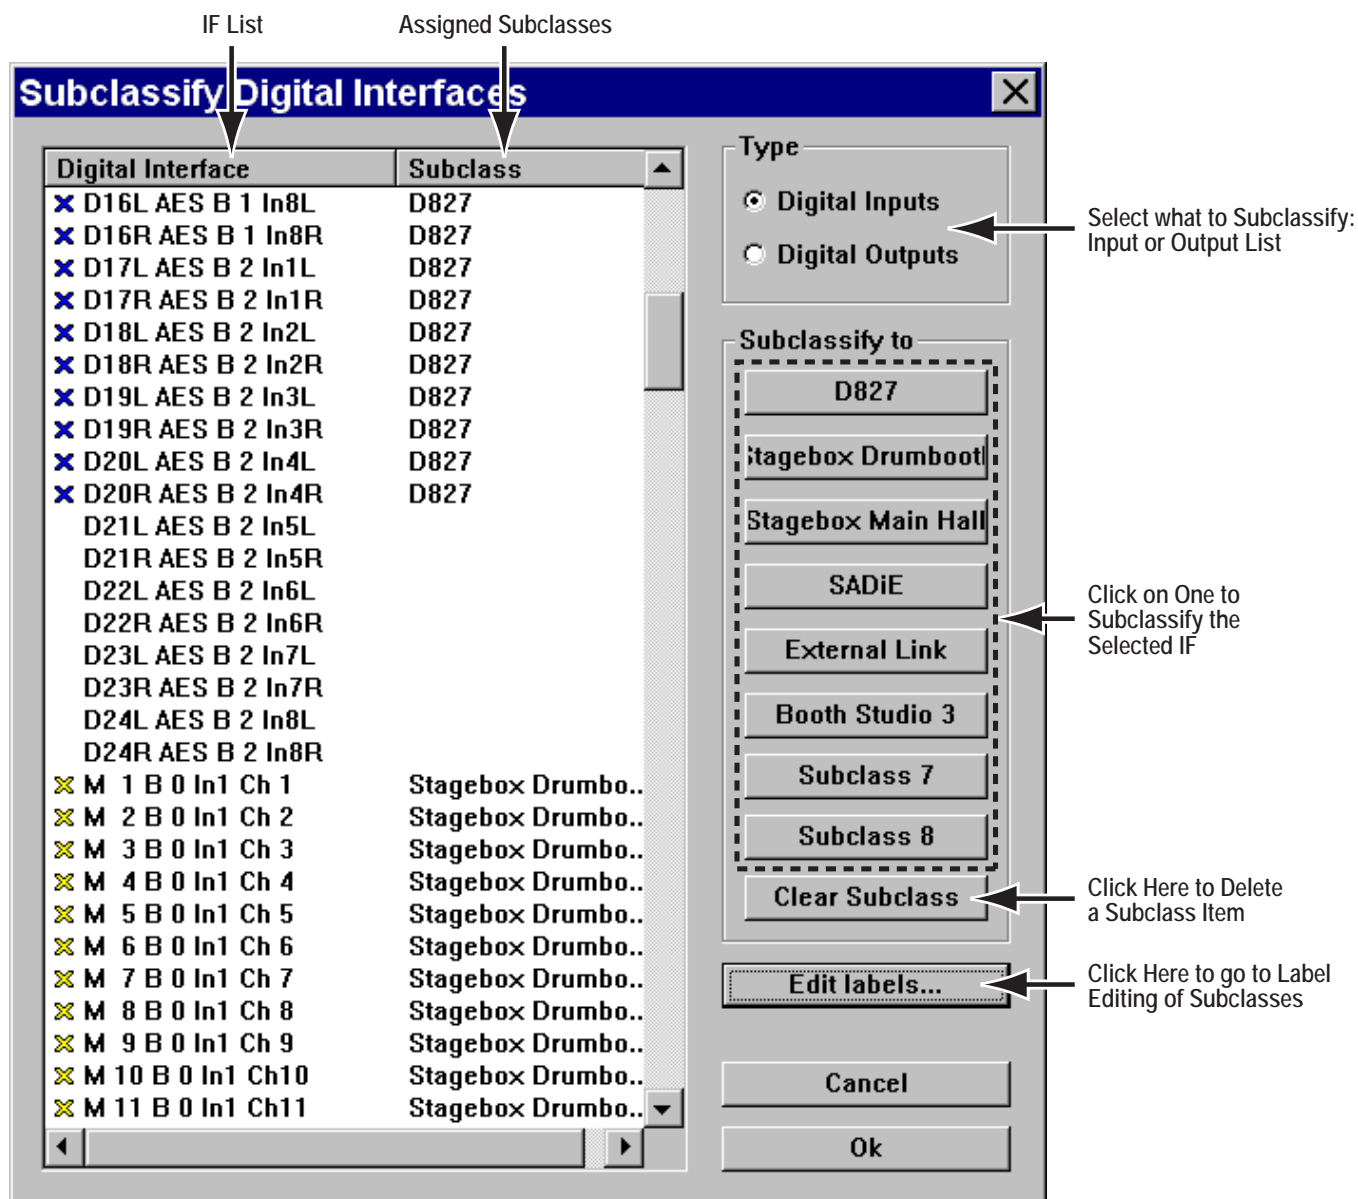 IF List
Assigned Subclasses
Subclassify Digital Interfaces
Digital Interface Subclass
D16L AES B 1 In8L D827
D16R AES B 1 In8R D827
D17L AES B 2 In1L D827
D17R AES B 2 In1R D827
D18L AES B 2 In2L D827
D18R AES B 2 In2R D827
D19L AES B 2 In3L D827
D19R AES B 2 In3R D827
D20L AES B 2 In4L D827
D20R AES B 2 In4R D827
D21L AES B 2 In5L
D21R AES B 2 In5R
D22L AES B 2 In6L
D22R AES B 2 In6R
D23L AES B 2 In7L
D23R AES B 2 In7R
D24L AES B 2 In8L
D24R AES B 2 In8R
M 1 B 0 In1 Ch 1 Stagebox Drumbo..
M 2 B 0 In1 Ch 2 Stagebox Drumbo..
M 3 B 0 In1 Ch 3 Stagebox Drumbo..
M 4 B 0 In1 Ch 4 Stagebox Drumbo..
M 5 B 0 In1 Ch 5 Stagebox Drumbo..
M 6 B 0 In1 Ch 6 Stagebox Drumbo..
M 7 B 0 In1 Ch 7 Stagebox Drumbo..
M 8 B 0 In1 Ch 8 Stagebox Drumbo..
M 9 B 0 In1 Ch 9 Stagebox Drumbo..
M 10 B 0 In1 Ch10 Stagebox Drumbo..
M 11 B 0 In1 Ch11 Stagebox Drumbo..
Type
Digital Inputs
Digital Outputs
Select what to Subclassify:
Input or Output List
Subclassify to
D827
tagebox Drumboot
Stagebox Main Hall
SADiE
External Link
Booth Studio 3
Subclass 7
Subclass 8
Click on One to
Subclassify the
Selected IF
Clear Subclass
Click Here to Delete
a Subclass Item
Edit labels...
Click Here to go to Label
Editing of Subclasses
Cancel
Ok